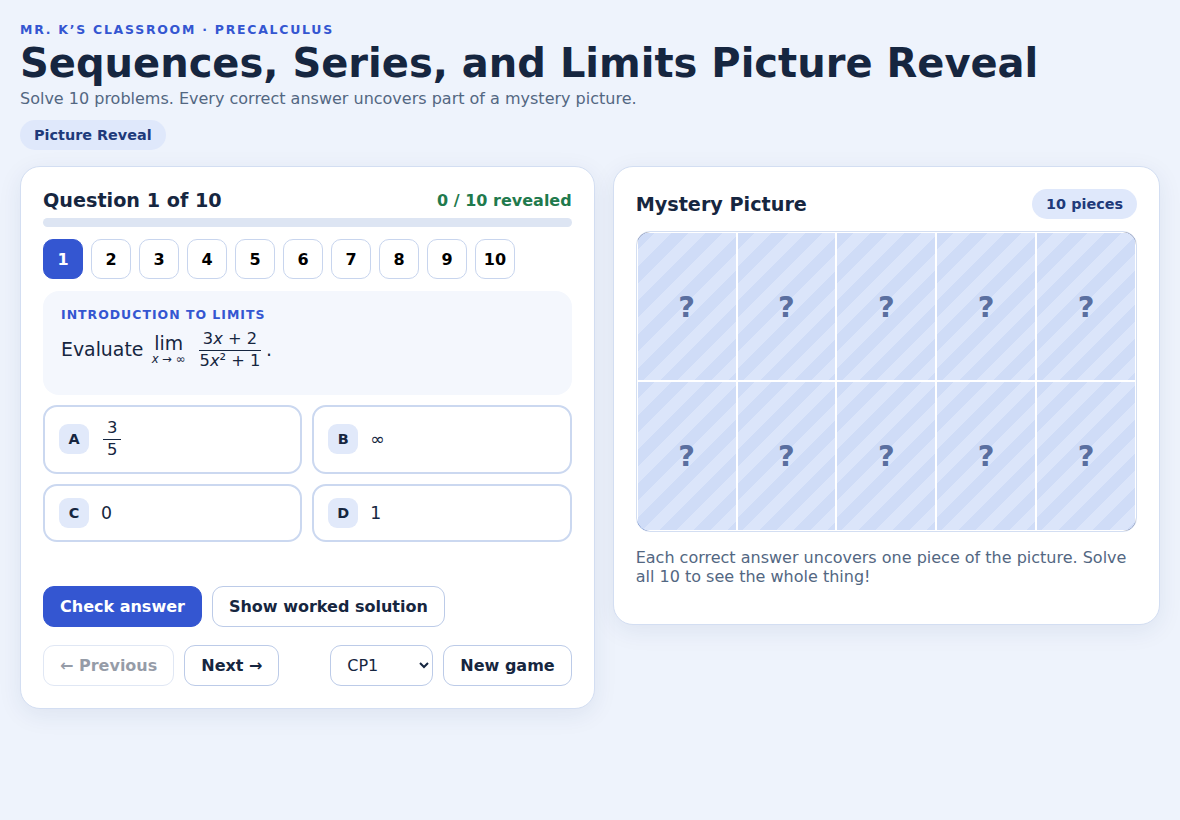 MR. K’S CLASSROOM · PRECALCULUS
Sequences, Series, and Limits Picture Reveal
Solve 10 problems. Every correct answer uncovers part of a mystery picture.
Picture Reveal
Question 1 of 10
0 / 10 revealed
1 2 3 4 5 6 7 8 9 10
INTRODUCTION TO LIMITS
Evaluate lim x → ∞ (3x + 2)/(5x² + 1) .
A 3/5
B ∞
C 0
D 1
Check answer
Show worked solution
← Previous
Next →
CP1
New game
Mystery Picture
10 pieces
? ? ? ? ?
? ? ? ? ?
Each correct answer uncovers one piece of the picture. Solve
all 10 to see the whole thing!